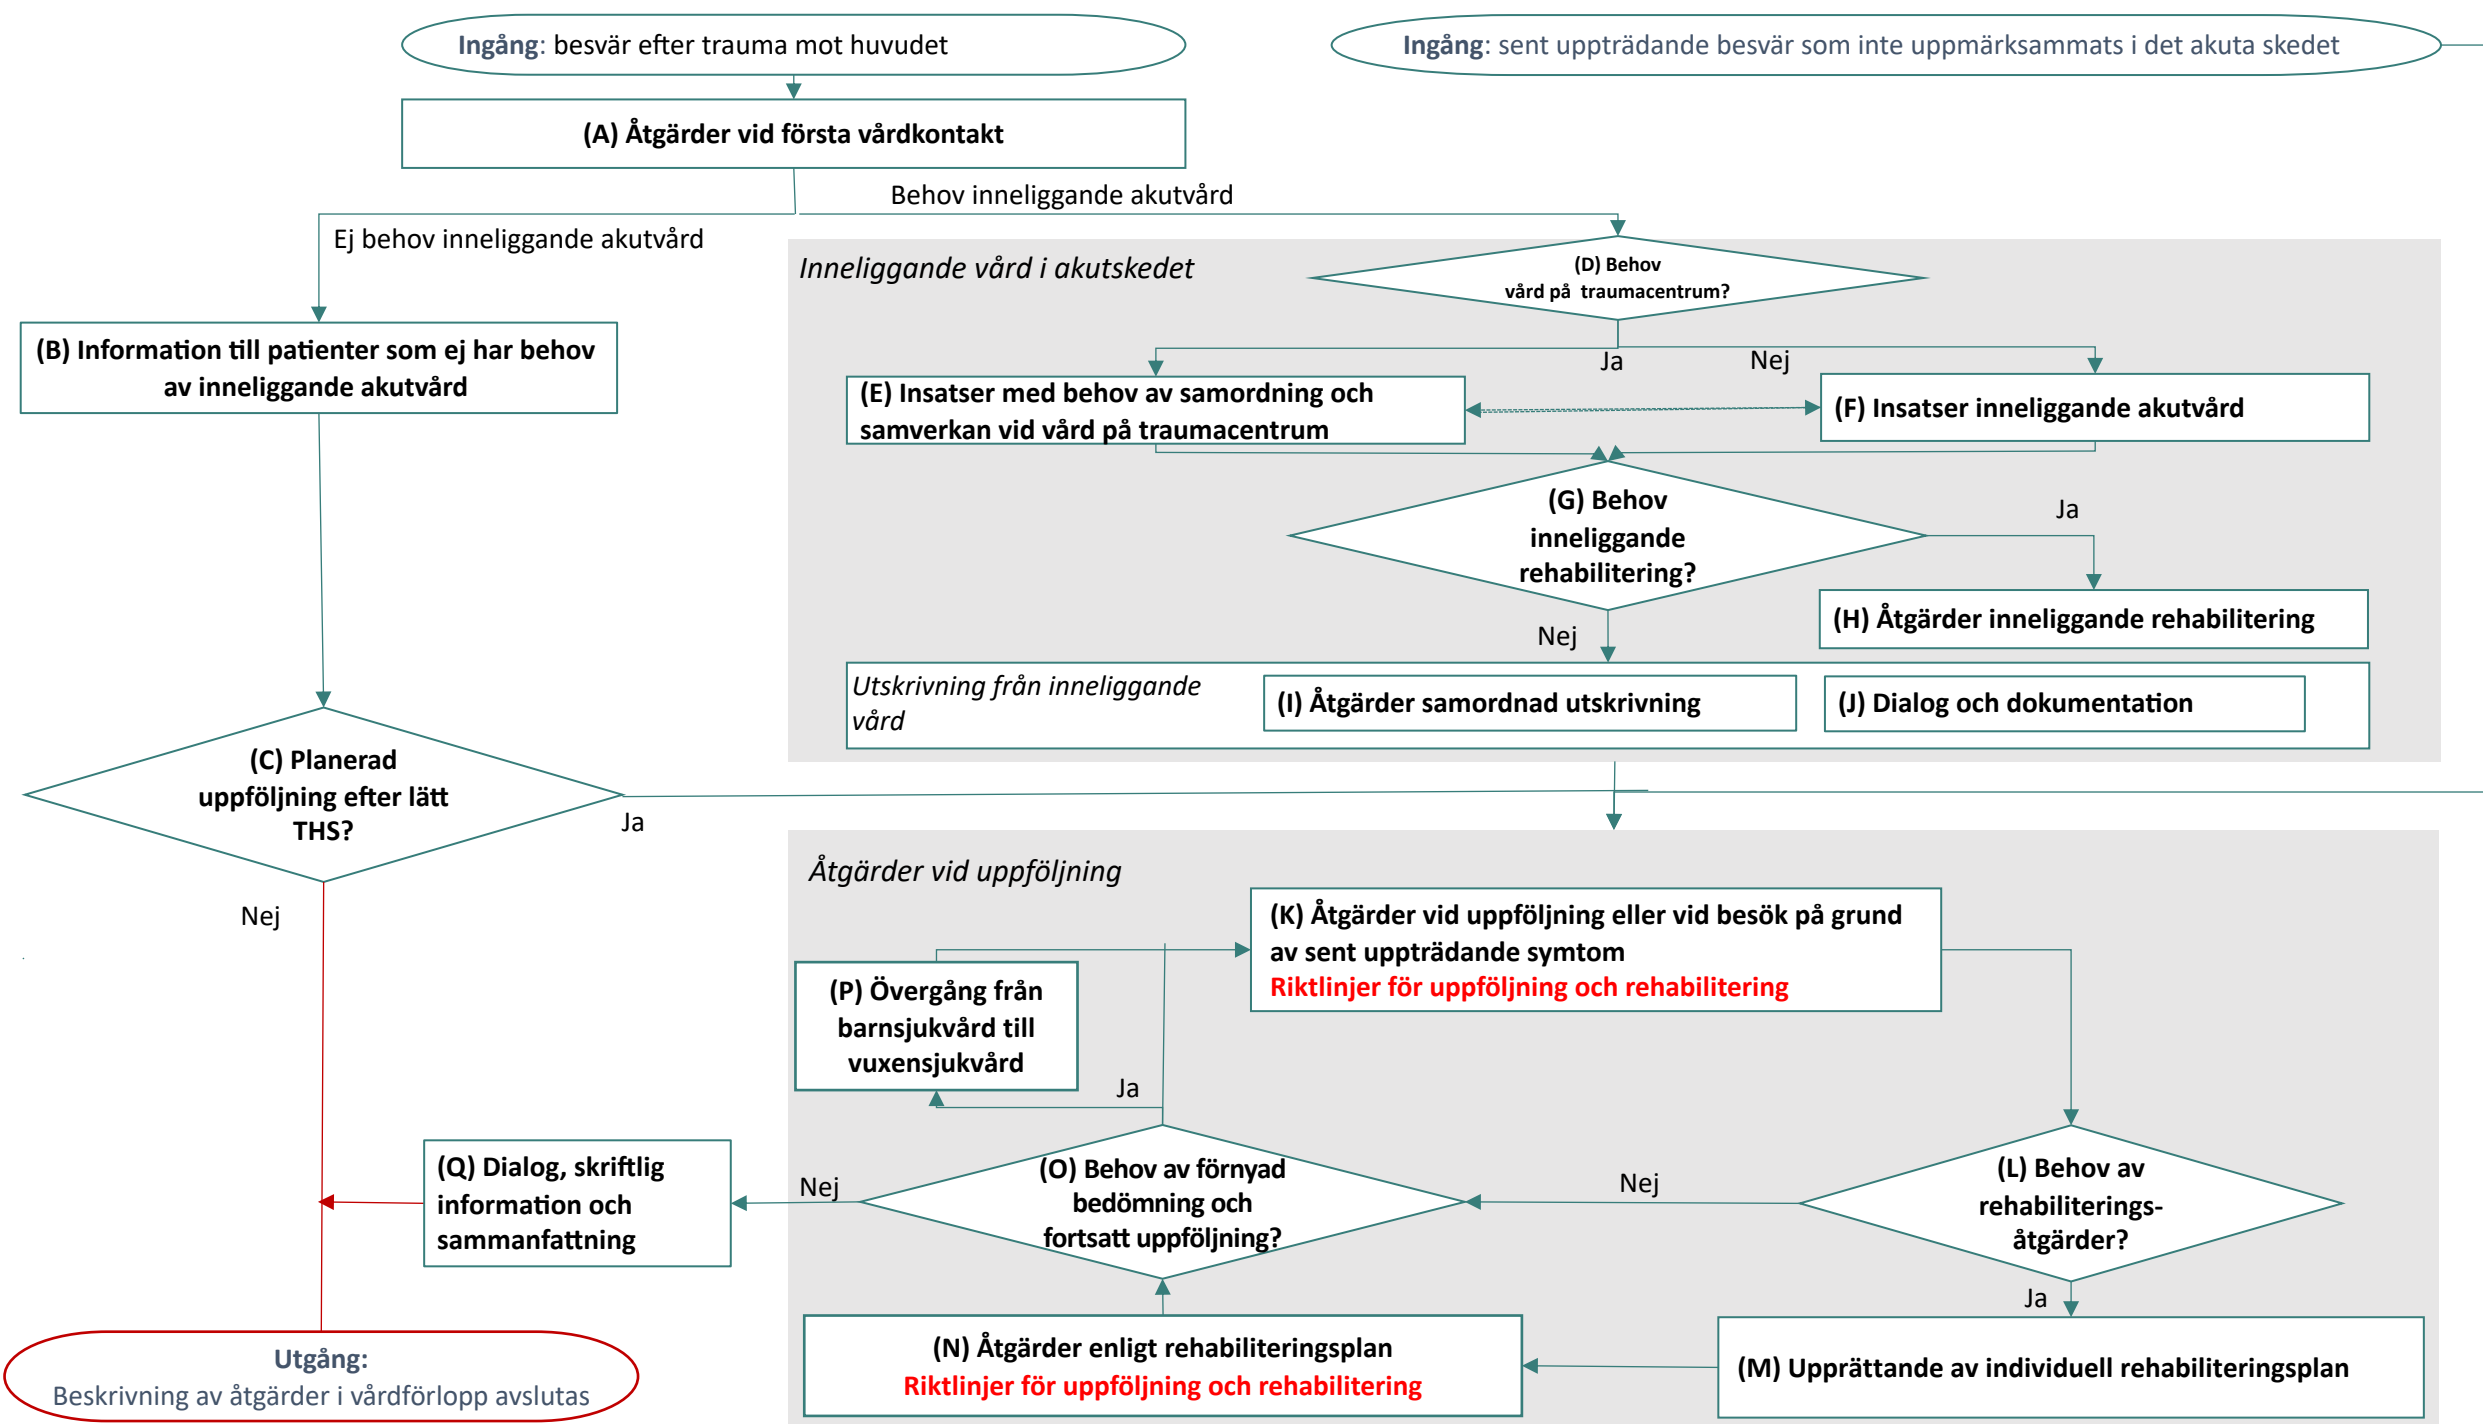 Ingång: besvär efter trauma mot huvudet
Ingång: sent uppträdande besvär som inte uppmärksammats i det akuta skedet
(A) Åtgärder vid första vårdkontakt
Behov inneliggande akutvård
Ej behov inneliggande akutvård
Inneliggande vård i akutskedet
(D) Behov
vård på traumacentrum?
(B) Information till patienter som ej har behov
av inneliggande akutvård
Ja
Nej
(E) Insatser med behov av samordning och
samverkan vid vård på traumacentrum
(F) Insatser inneliggande akutvård
(G) Behov
inneliggande
rehabilitering?
Ja
(H) Åtgärder inneliggande rehabilitering
Nej
Utskrivning från inneliggande
vård
(I) Åtgärder samordnad utskrivning
(J) Dialog och dokumentation
(C) Planerad
uppföljning efter lätt
THS?
Ja
Nej
Åtgärder vid uppföljning
(K) Åtgärder vid uppföljning eller vid besök på grund
av sent uppträdande symtom
Riktlinjer för uppföljning och rehabilitering
(P) Övergång från
barnsjukvård till
vuxensjukvård
Ja
(Q) Dialog, skriftlig
information och
sammanfattning
Nej
(O) Behov av förnyad
bedömning och
fortsatt uppföljning?
Nej
(L) Behov av
rehabiliterings-
åtgärder?
Ja
(N) Åtgärder enligt rehabiliteringsplan
Riktlinjer för uppföljning och rehabilitering
(M) Upprättande av individuell rehabiliteringsplan
Utgång:
Beskrivning av åtgärder i vårdförlopp avslutas